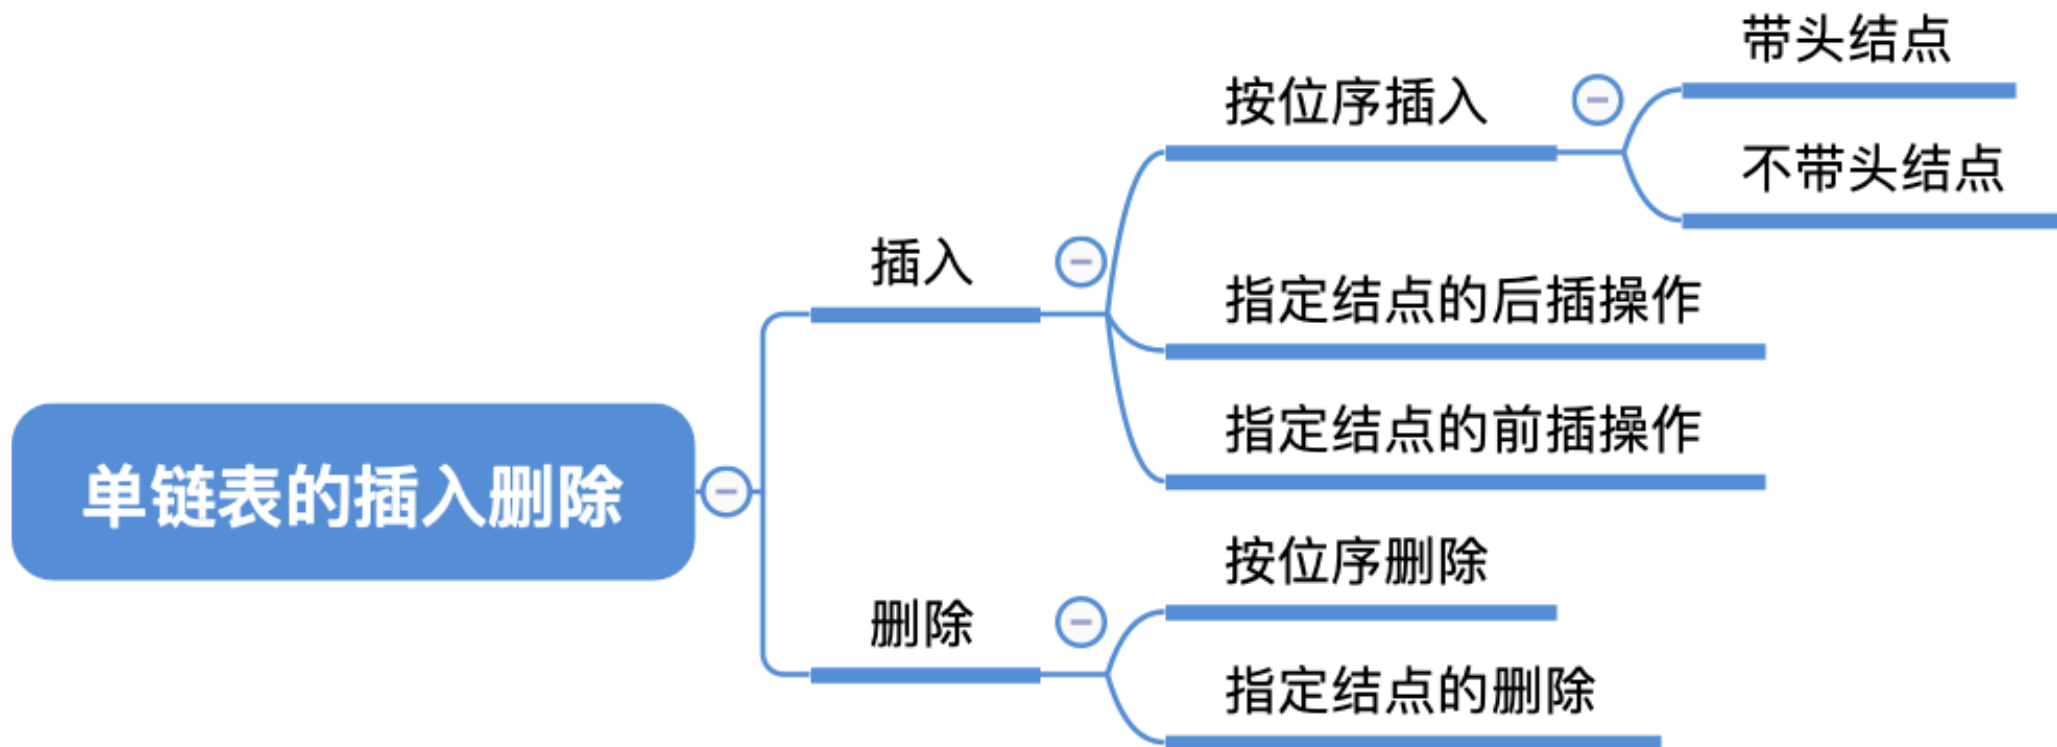 单链表的插入删除
插入
按位序插入
带头结点
不带头结点
指定结点的后插操作
指定结点的前插操作
删除
按位序删除
指定结点的删除